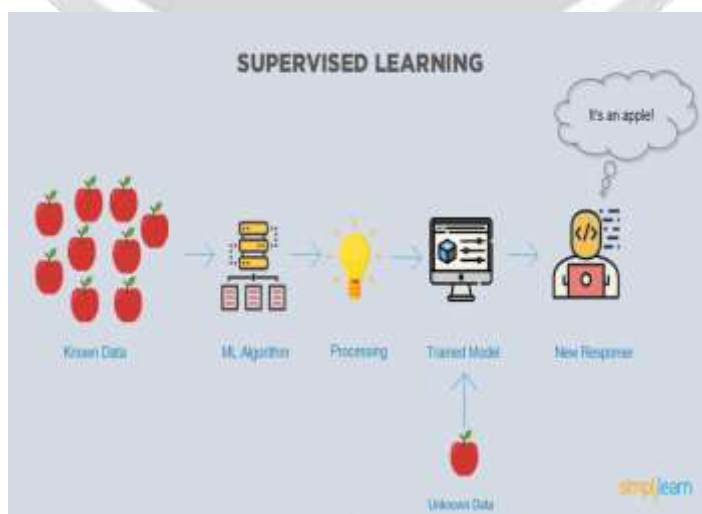 SUPERVISED LEARNING
It's an apple!
Known Data
ML Algorithm
Processing
Trained Model
New Response
Unknown Data
simplilearn